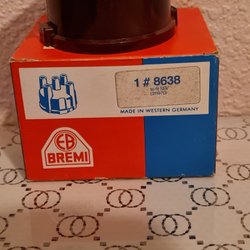 1 # 8638
MADE IN WESTERN GERMANY
EB
BREMI